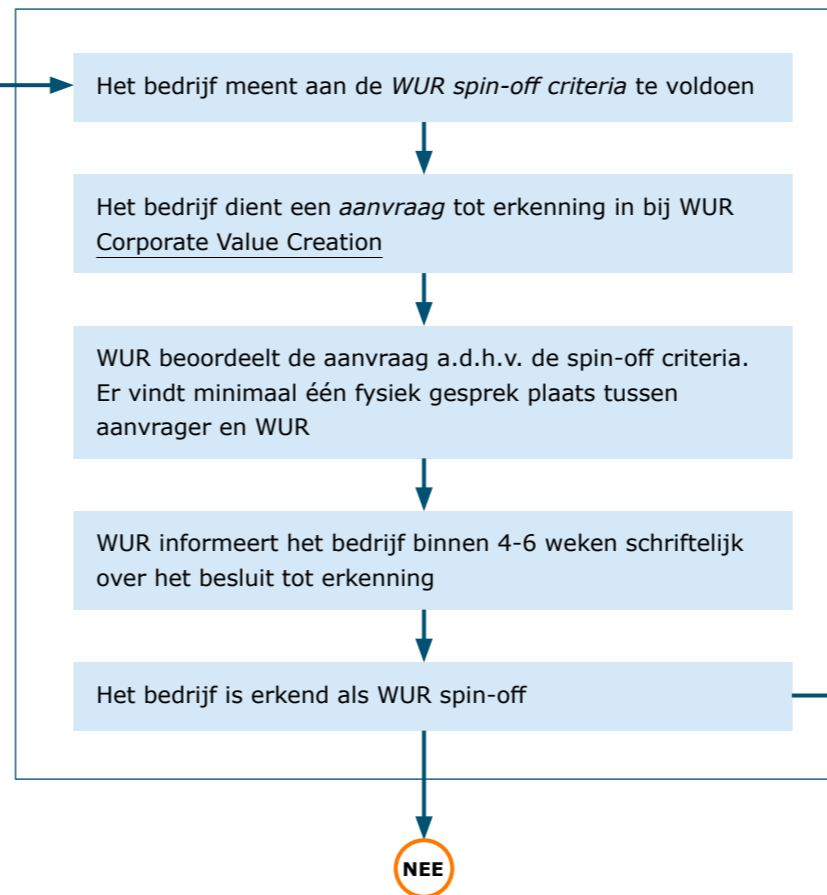 Het bedrijf meent aan de WUR spin-off criteria te voldoen
Het bedrijf dient een aanvraag tot erkenning in bij WUR
Corporate Value Creation
WUR beoordeelt de aanvraag a.d.h.v. de spin-off criteria.
Er vindt minimaal één fysiek gesprek plaats tussen
aanvrager en WUR
WUR informeert het bedrijf binnen 4-6 weken schriftelijk
over het besluit tot erkenning
Het bedrijf is erkend als WUR spin-off
NEE